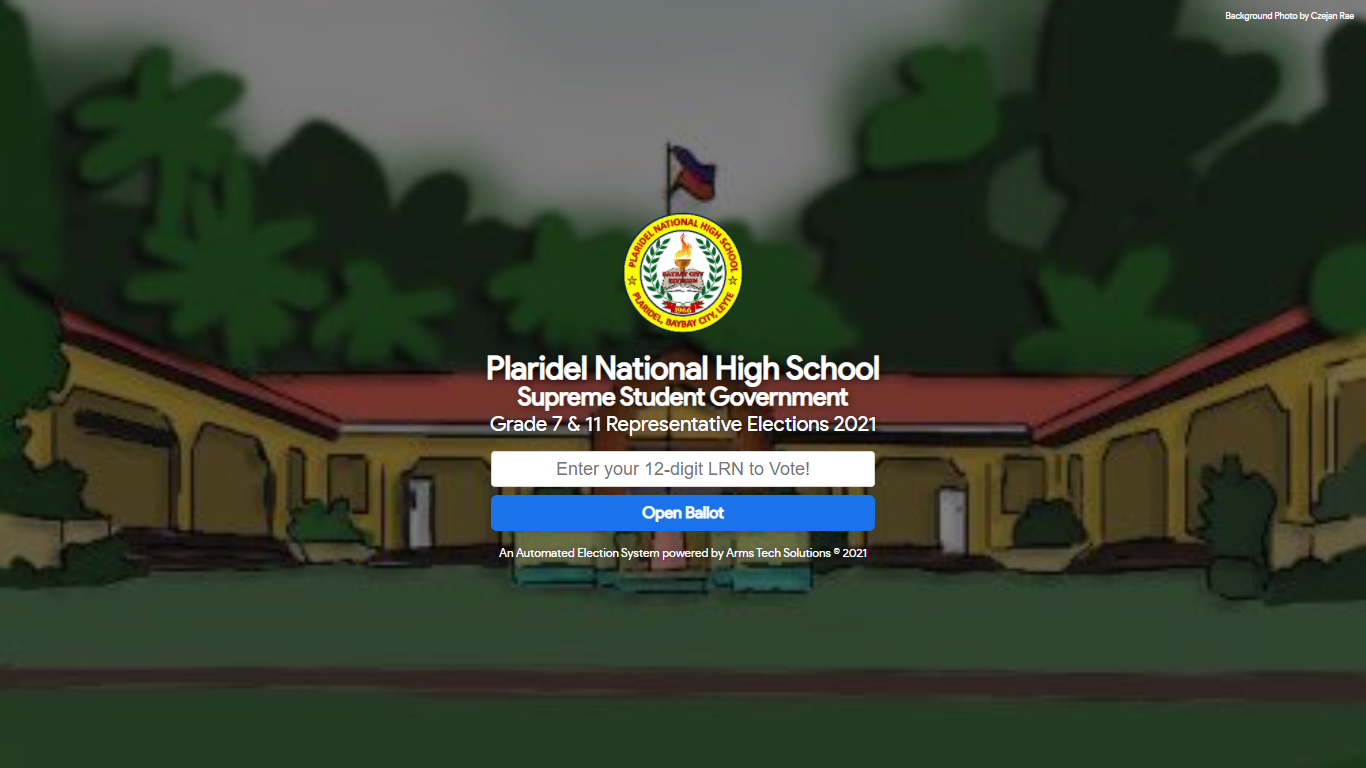 Background Photo by Czejan Rae
PLARIDEL NATIONAL HIGH SCHOOL
BAYBAY CITY
DIVISION
1966
PLARIDEL, BAYBAY CITY, LEYTE
Plaridel National High School
Supreme Student Government
Grade 7 & 11 Representative Elections 2021
Enter your 12-digit LRN to Vote!
Open Ballot
An Automated Election System powered by Arms Tech Solutions © 2021